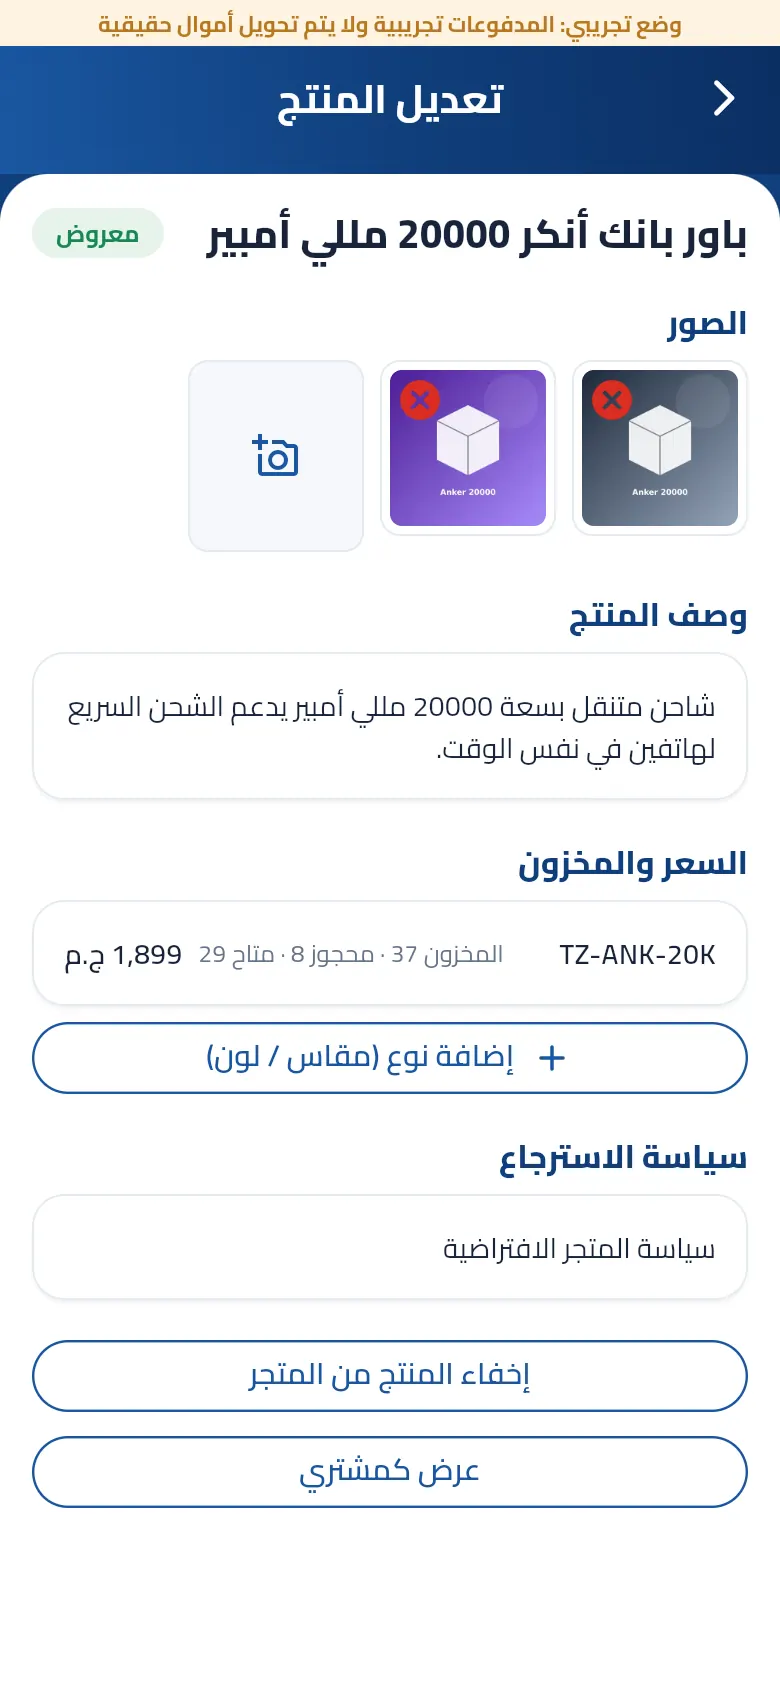 وضع تجريبي: المدفوعات تجريبية ولا يتم تحويل أموال حقيقية
تعديل المنتج
باور بانك أنكر 20000 مللي أمبير
معروض
الصور
Anker 20000
Anker 20000
وصف المنتج
شاحن متنقل بسعة 20000 مللي أمبير يدعم الشحن السريع
لهاتفين في نفس الوقت.
السعر والمخزون
TZ-ANK-20K
المخزون 37 · محجوز 8 · متاح 29
1,899 ج.م
إضافة نوع (مقاس / لون)
سياسة الاسترجاع
سياسة المتجر الافتراضية
إخفاء المنتج من المتجر
عرض كمشتري